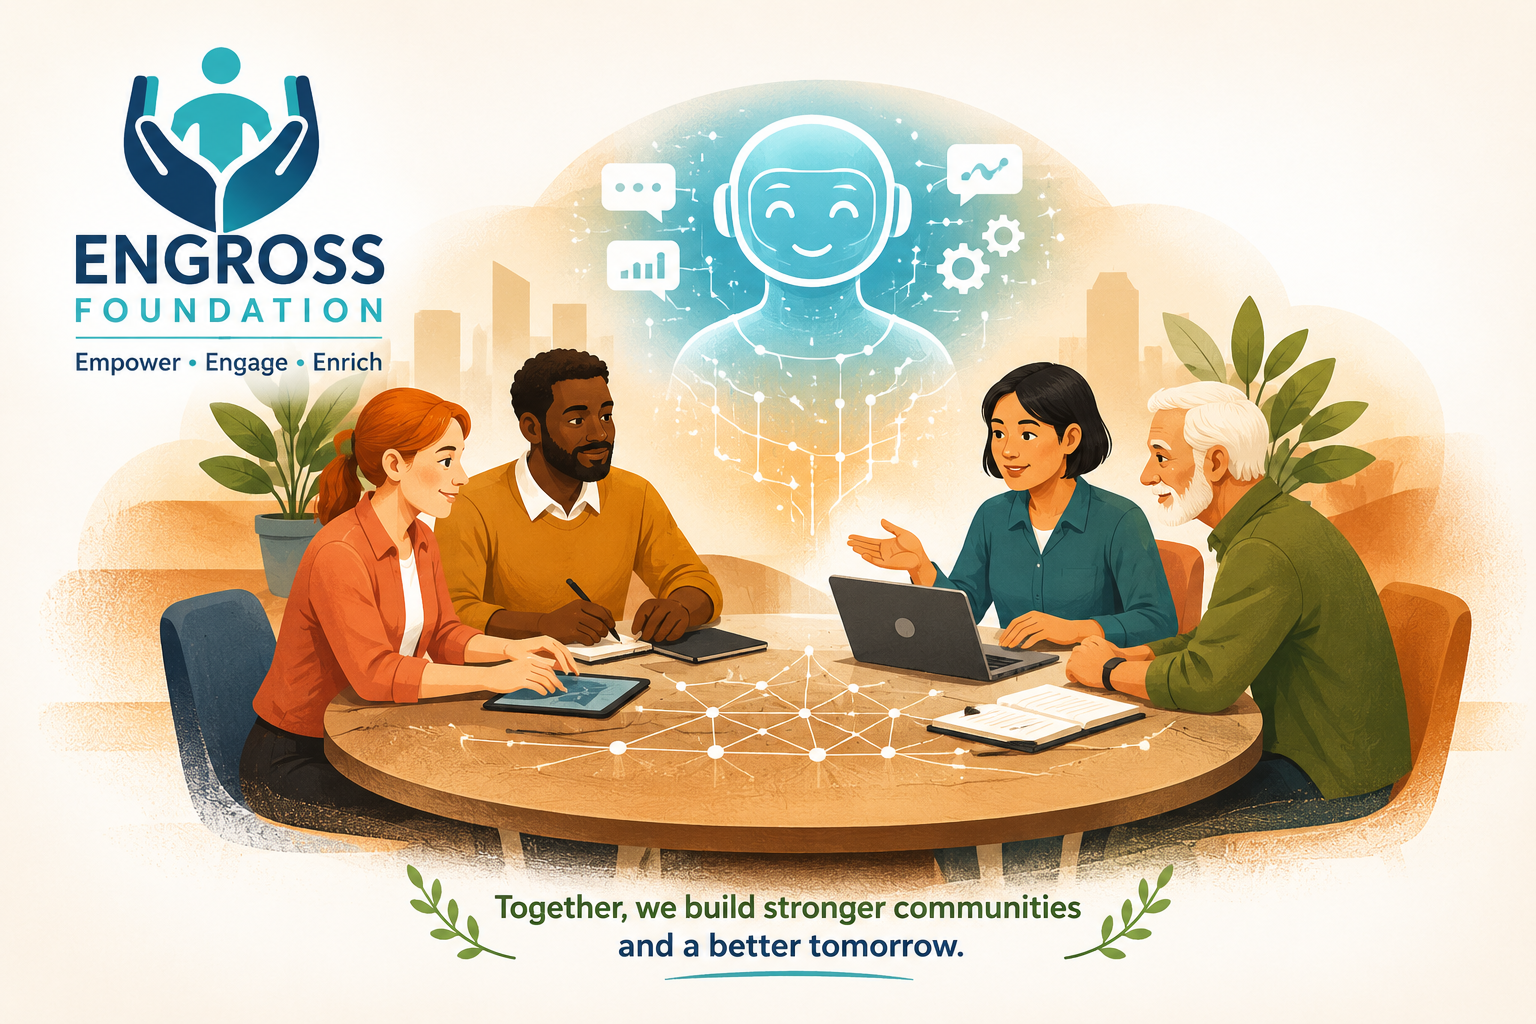 ENGROSS
FOUNDATION
Empower • Engage • Enrich
Together, we build stronger communities
and a better tomorrow.